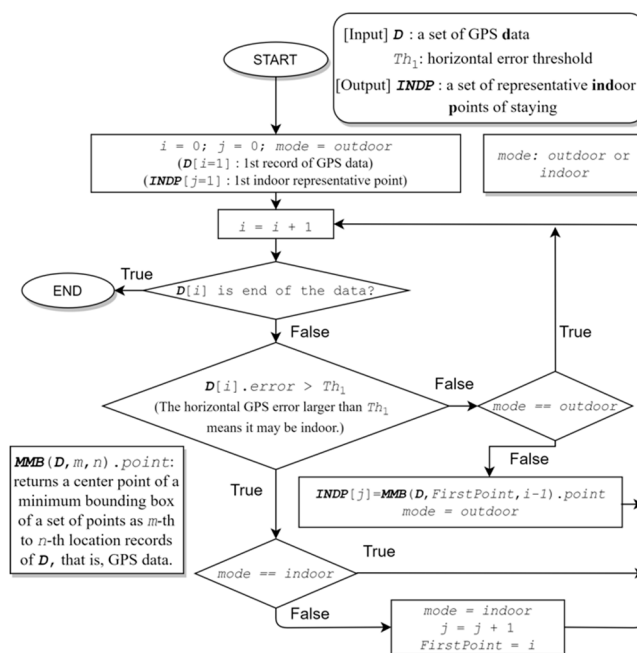 START
[Input] D : a set of GPS data
Th1: horizontal error threshold
[Output] INDP : a set of representative indoor
points of staying
i = 0; j = 0; mode = outdoor
(D[i=1] : 1st record of GPS data)
(INDP[j=1] : 1st indoor representative point)
mode: outdoor or
indoor
i = i + 1
True
END
D[i] is end of the data?
False
True
D[i].error > Th1
(The horizontal GPS error larger than Th1
means it may be indoor.)
False
mode == outdoor
False
MMB(D,m,n).point:
returns a center point of a
minimum bounding box
of a set of points as m-th
to n-th location records
of D, that is, GPS data.
True
INDP[j]=MMB(D,FirstPoint,i-1).point
mode = outdoor
mode == indoor
True
False
mode = indoor
j = j + 1
FirstPoint = i